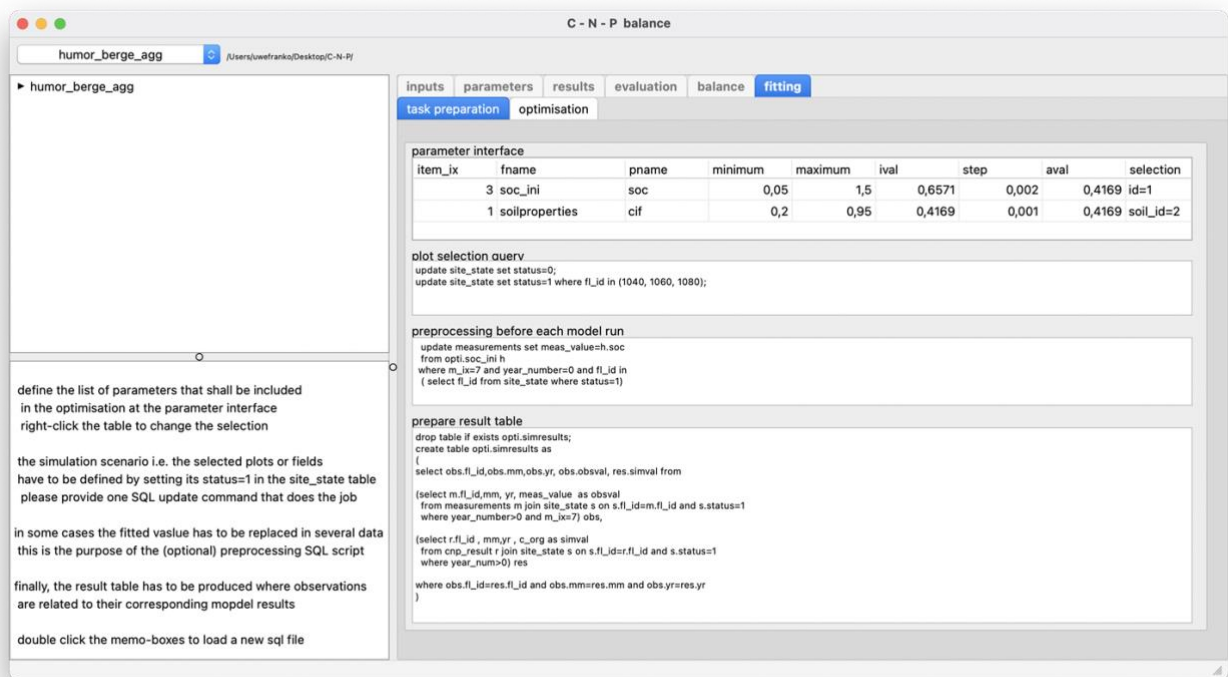 C - N - P balance
humor_berge_agg
/Users/uwefranko/Desktop/C-N-P/
humor_berge_agg
define the list of parameters that shall be included
in the optimisation at the parameter interface
right-click the table to change the selection
the simulation scenario i.e. the selected plots or fields
have to be defined by setting its status=1 in the site_state table
please provide one SQL update command that does the job
in some cases the fitted vaslue has to be replaced in several data
this is the purpose of the (optional) preprocessing SQL script
finally, the result table has to be produced where observations
are related to their corresponding mopdel results
double click the memo-boxes to load a new sql file
inputs parameters results evaluation balance fitting
task preparation optimisation
parameter interface
item_ix fname pname minimum maximum ival step aval selection
3 soc_ini soc 0,05 1,5 0,6571 0,002 0,4169 id=1
1 soilproperties cif 0,2 0,95 0,4169 0,001 0,4169 soil_id=2
plot selection query
update site_state set status=0;
update site_state set status=1 where fl_id in (1040, 1060, 1080);
preprocessing before each model run
update measurements set meas_value=h.soc
from opti.soc_ini h
where m_ix=7 and year_number=0 and fl_id in
( select fl_id from site_state where status=1)
prepare result table
drop table if exists opti.simresults;
create table opti.simresults as
(
select obs.fl_id,obs.mm,obs.yr, obs.obsval, res.simval from
(select m.fl_id,mm, yr, meas_value as obsval
from measurements m join site_state s on s.fl_id=m.fl_id and s.status=1
where year_number>0 and m_ix=7) obs,
(select r.fl_id , mm,yr , c_org as simval
from cnp_result r join site_state s on s.fl_id=r.fl_id and s.status=1
where year_num>0) res
where obs.fl_id=res.fl_id and obs.mm=res.mm and obs.yr=res.yr
)